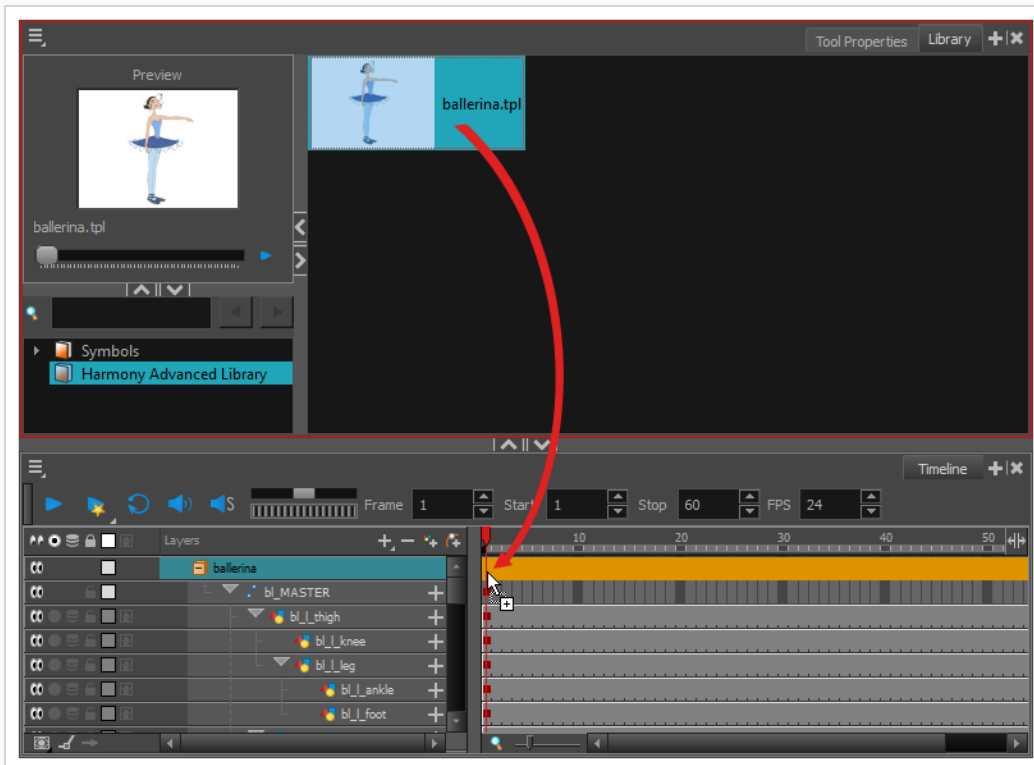 Tool Properties Library
Preview
ballerina.tpl
ballerina.tpl
Symbols
Harmony Advanced Library
Timeline
S Frame 1 Start 1 Stop 60 FPS 24
Layers 10 20 30 40 50
ballerina
bl_MASTER
bl_l_thigh
bl_l_knee
bl_l_leg
bl_l_ankle
bl_l_foot